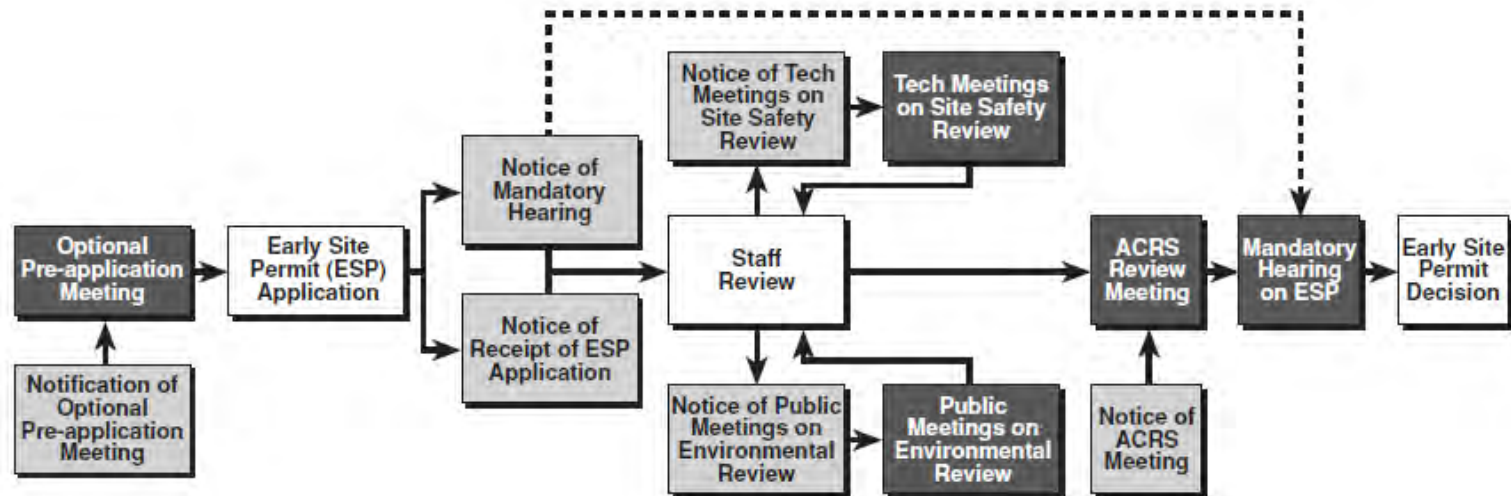 Optional
Pre-application
Meeting
Notification of
Optional
Pre-application
Meeting
Early Site
Permit (ESP)
Application
Notice of
Mandatory
Hearing
Notice of
Receipt of ESP
Application
Notice of Tech
Meetings on
Site Safety
Review
Tech Meetings
on Site Safety
Review
Staff
Review
Notice of Public
Meetings on
Environmental
Review
Public
Meetings on
Environmental
Review
ACRS
Review
Meeting
Notice of
ACRS
Meeting
Mandatory
Hearing
on ESP
Early Site
Permit
Decision